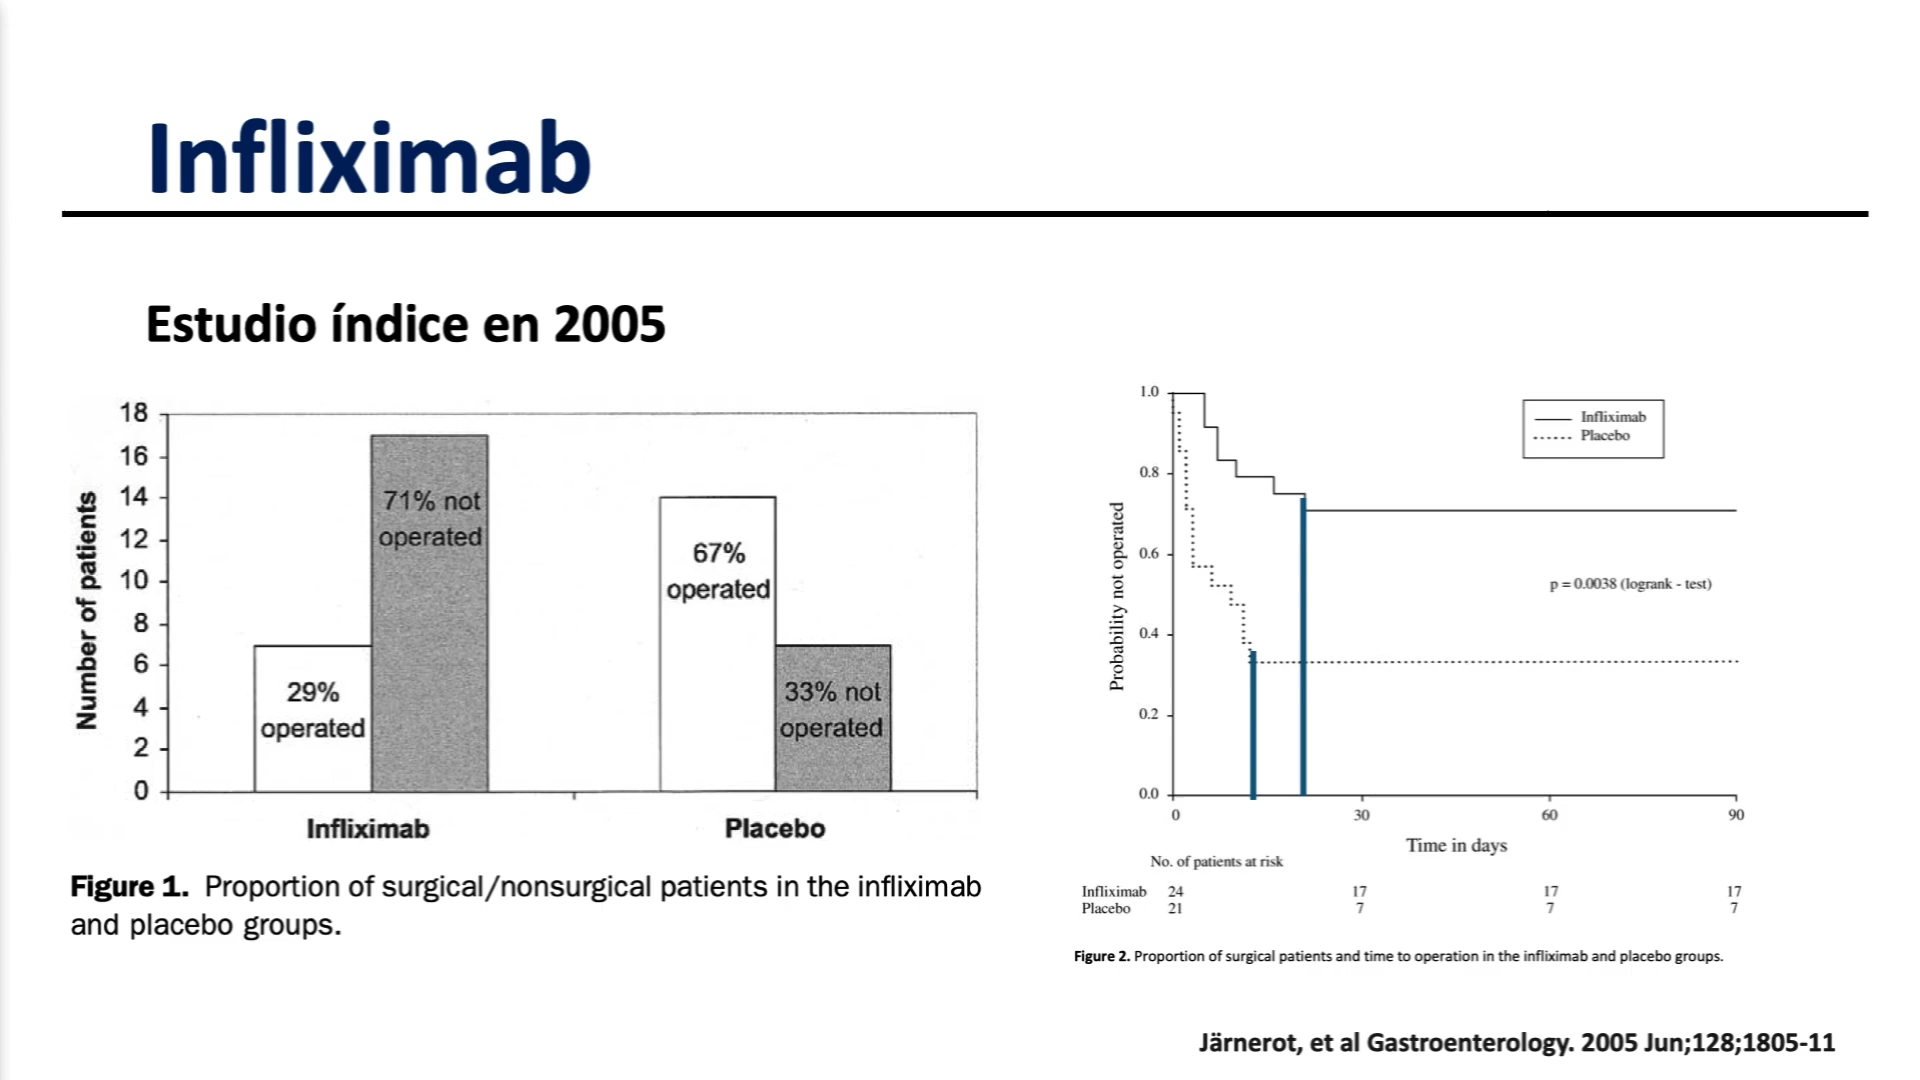 Infliximab
Estudio índice en 2005
18
16
14
12
10
8
6
4
2
0
Number of patients
29%
operated
71% not
operated
67%
operated
33% not
operated
Infliximab
Placebo
Figure 1. Proportion of surgical/nonsurgical patients in the infliximab
and placebo groups.
1.0
0.8
0.6
0.4
0.2
0.0
Probability not operated
Infliximab
Placebo
p = 0.0038 (logrank - test)
0 30 60 90
Time in days
No. of patients at risk
Infliximab 24 17 17 17
Placebo 21 7 7 7
Figure 2. Proportion of surgical patients and time to operation in the infliximab and placebo groups.
Järnerot, et al Gastroenterology. 2005 Jun;128;1805-11